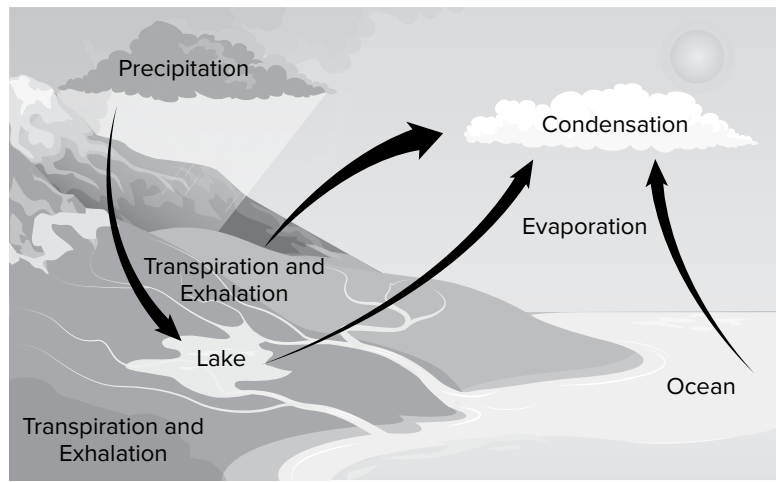 Precipitation
Condensation
Evaporation
Transpiration and
Exhalation
Lake
Ocean
Transpiration and
Exhalation